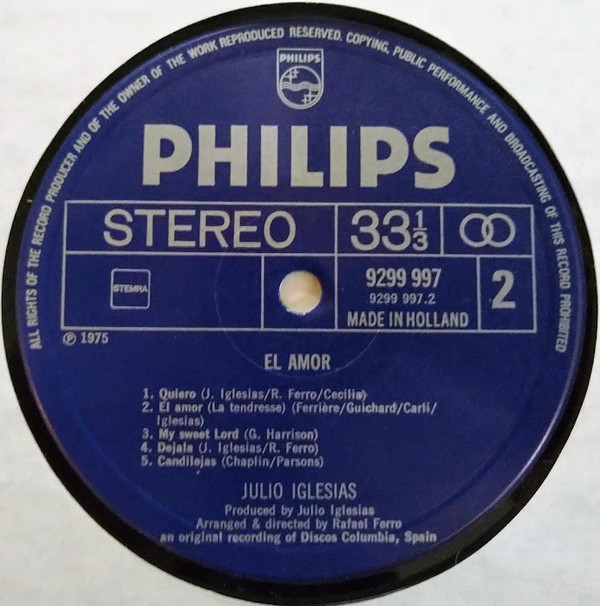 ALL RIGHTS OF THE RECORD PRODUCER AND OF THE OWNER OF THE WORK REPRODUCED RESERVED. COPYING, PUBLIC PERFORMANCE AND BROADCASTING OF THIS RECORD PROHIBITED
PHILIPS
PHILIPS
STEREO 33 1/3
STEMRA 9299 997 2
9299 997.2
MADE IN HOLLAND
℗ 1975
EL AMOR
1. Quiero (J. Iglesias/R. Ferro/Cecilia)
2. El amor (La tendresse) (Ferrière/Guichard/Carli/
Iglesias)
3. My sweet Lord (G. Harrison)
4. Dejala (J. Iglesias/R. Ferro)
5. Candilejas (Chaplin/Parsons)
JULIO IGLESIAS
Produced by Julio Iglesias
Arranged & directed by Rafael Ferro
an original recording of Discos Columbia, Spain